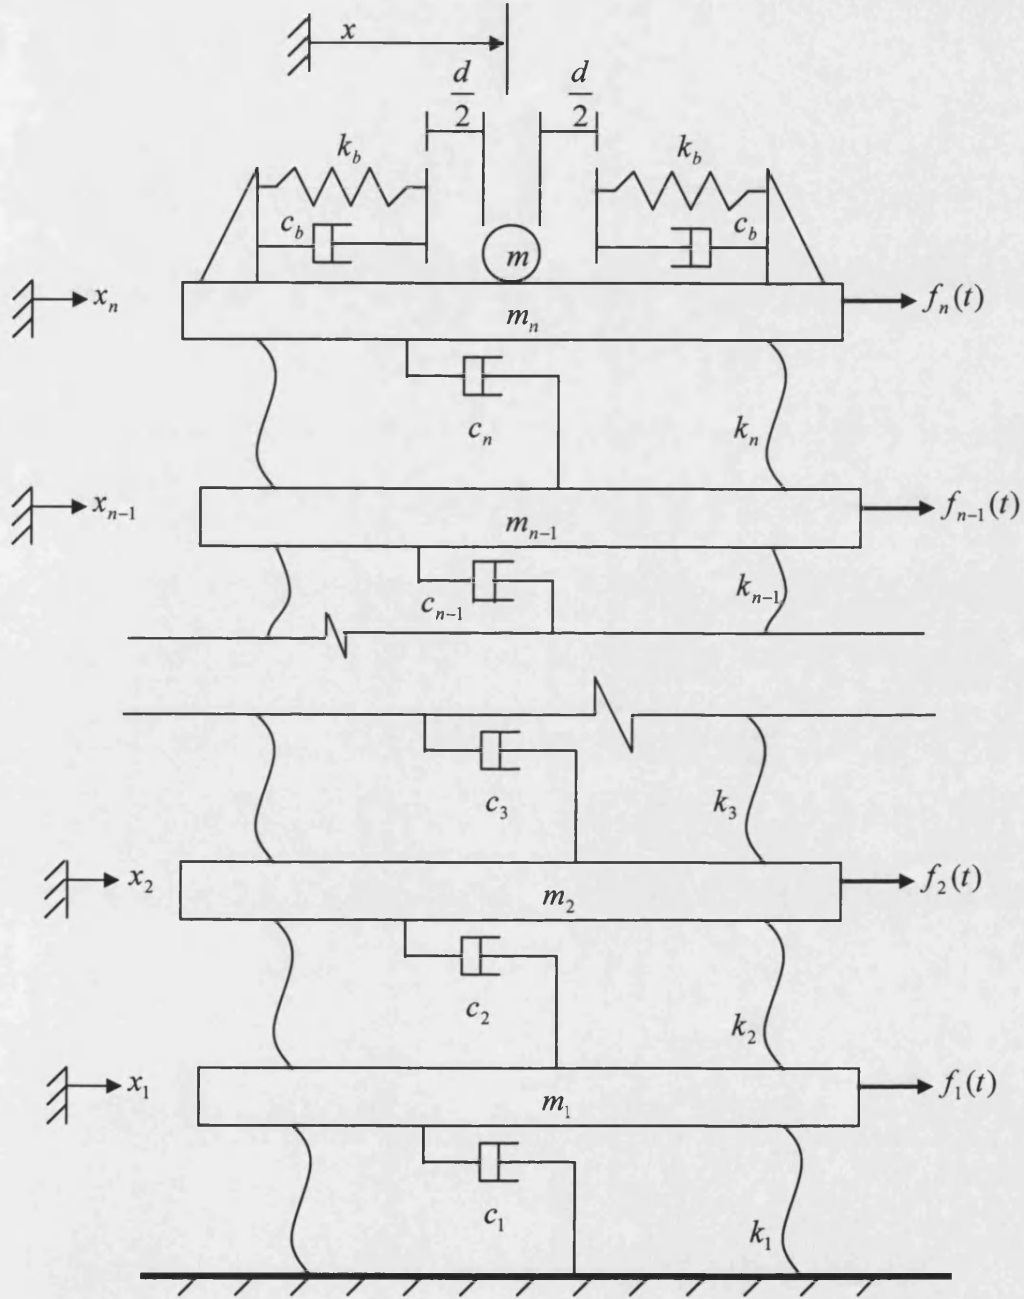 x
d/2 d/2
k_b k_b
c_b c_b
m
x_n m_n f_n(t)
c_n k_n
x_{n-1} m_{n-1} f_{n-1}(t)
c_{n-1} k_{n-1}
c_3 k_3
x_2 m_2 f_2(t)
c_2 k_2
x_1 m_1 f_1(t)
c_1 k_1